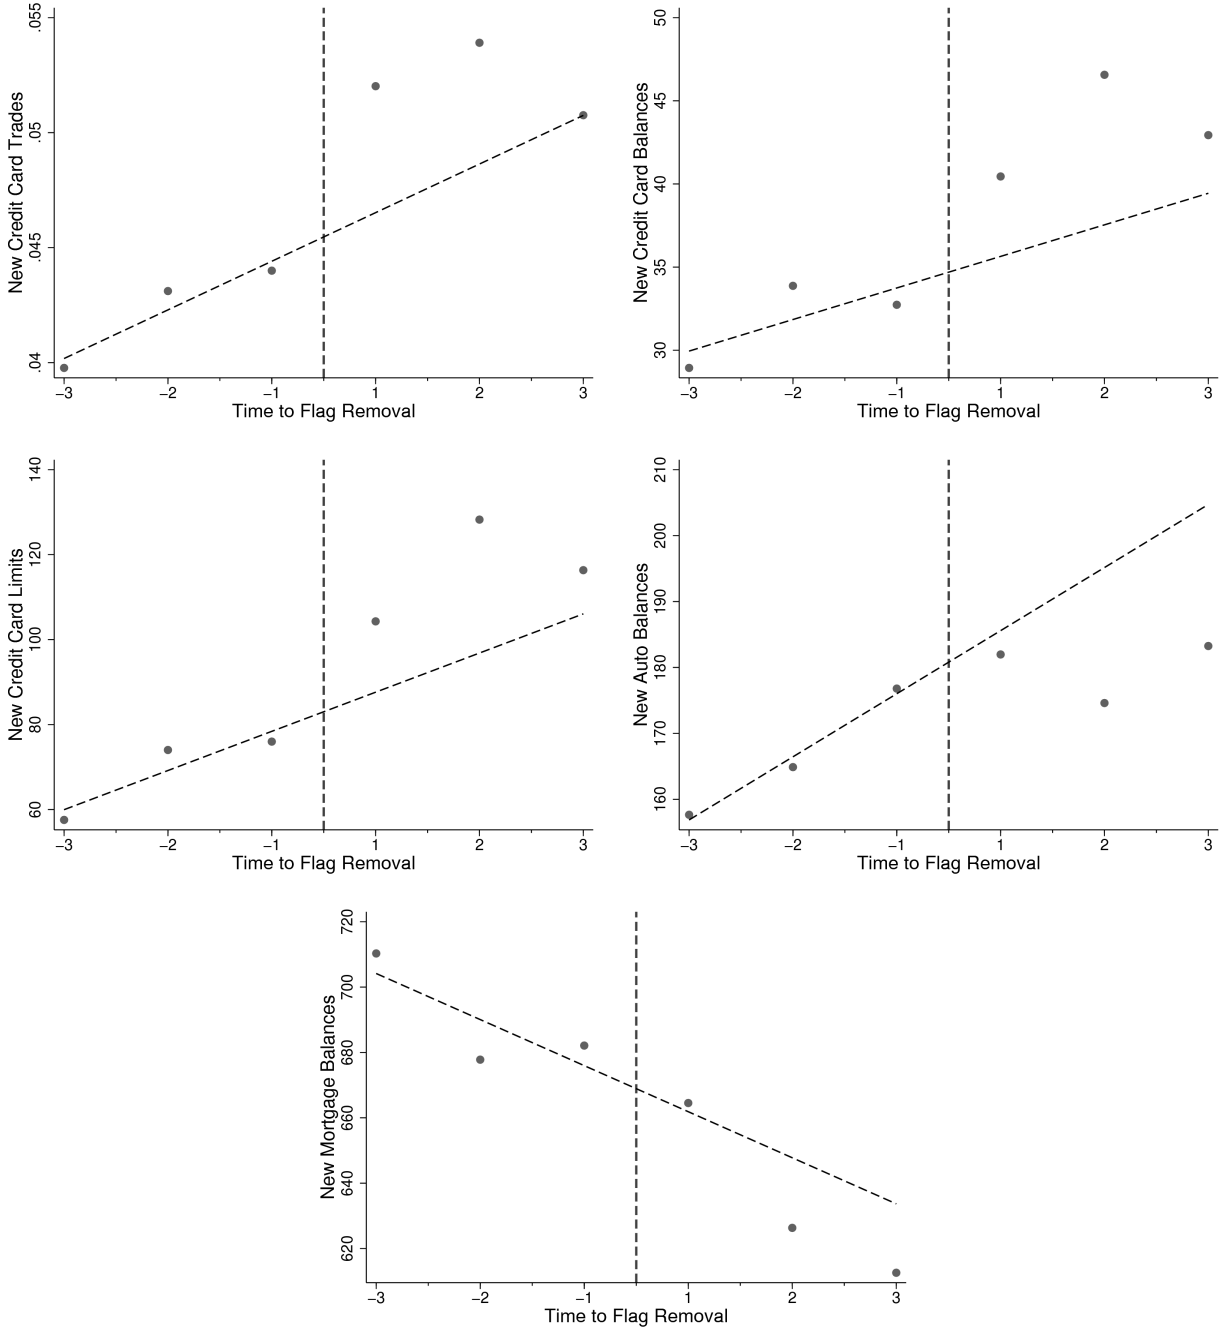 New Credit Card Trades
.055
.05
.045
.04
−3 −2 −1 1 2 3
Time to Flag Removal
New Credit Card Balances
50
45
40
35
30
−3 −2 −1 1 2 3
Time to Flag Removal
New Credit Card Limits
140
120
100
80
60
−3 −2 −1 1 2 3
Time to Flag Removal
New Auto Balances
210
200
190
180
170
160
−3 −2 −1 1 2 3
Time to Flag Removal
New Mortgage Balances
720
700
680
660
640
620
−3 −2 −1 1 2 3
Time to Flag Removal